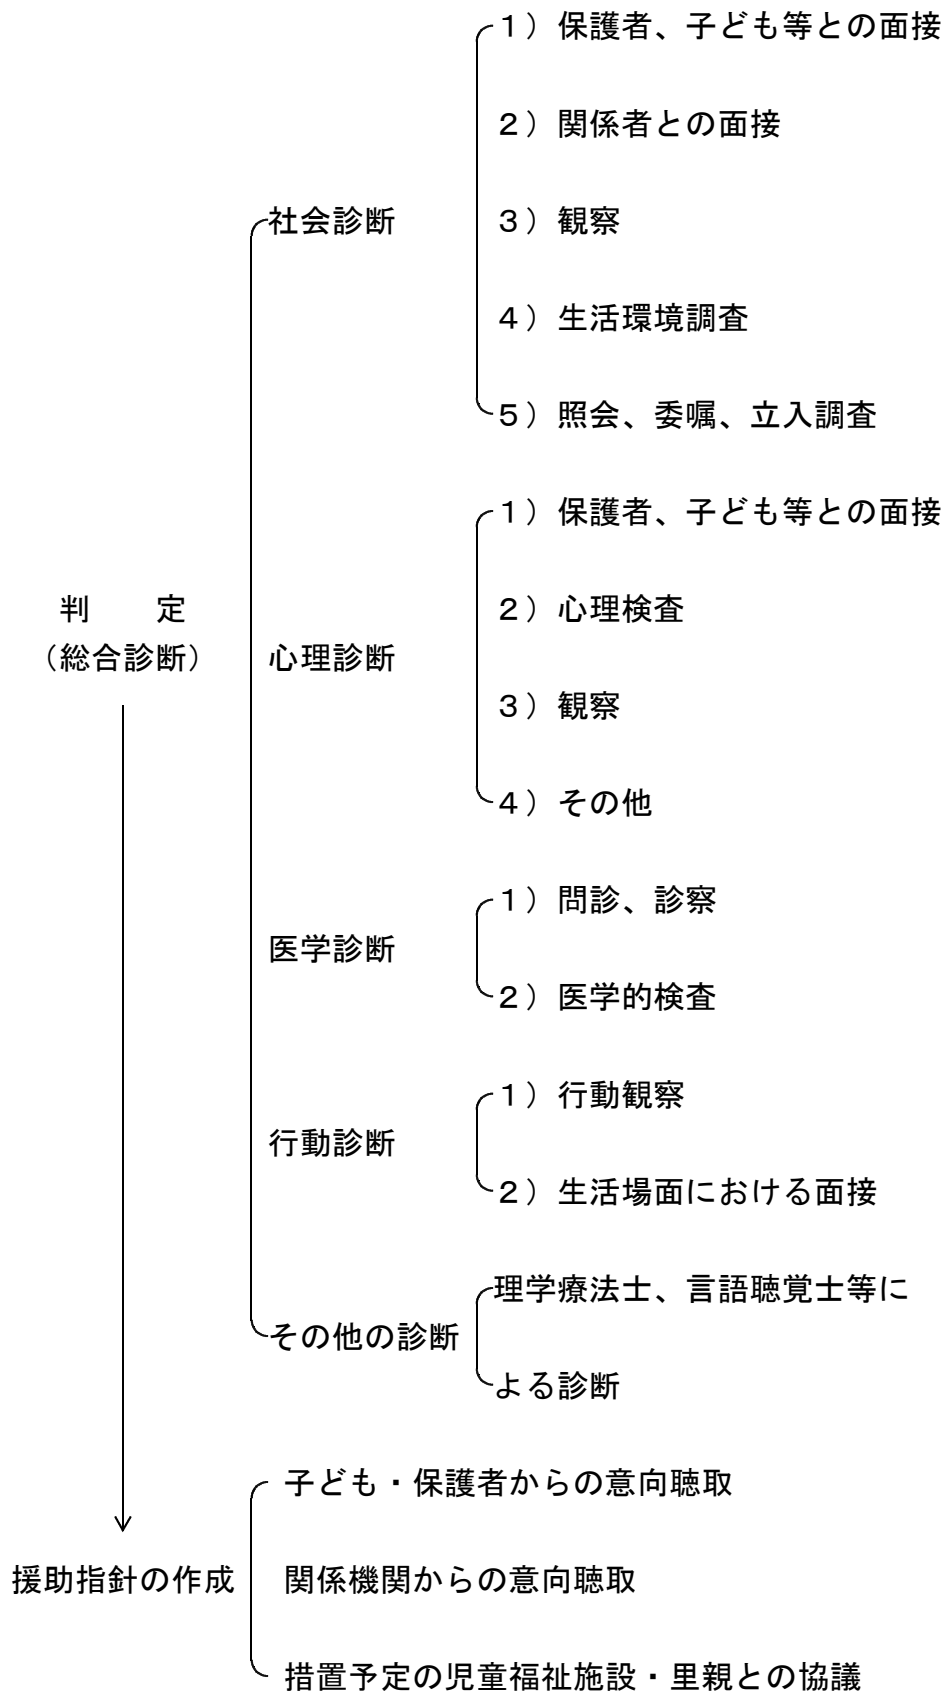 1）保護者、子ども等との面接
2）関係者との面接
社会診断
3）観察
4）生活環境調査
5）照会、委嘱、立入調査
1）保護者、子ども等との面接
判　　定
（総合診断）
2）心理検査
心理診断
3）観察
4）その他
1）問診、診察
医学診断
2）医学的検査
1）行動観察
行動診断
2）生活場面における面接
理学療法士、言語聴覚士等に
その他の診断
よる診断
子ども・保護者からの意向聴取
援助指針の作成
関係機関からの意向聴取
措置予定の児童福祉施設・里親との協議